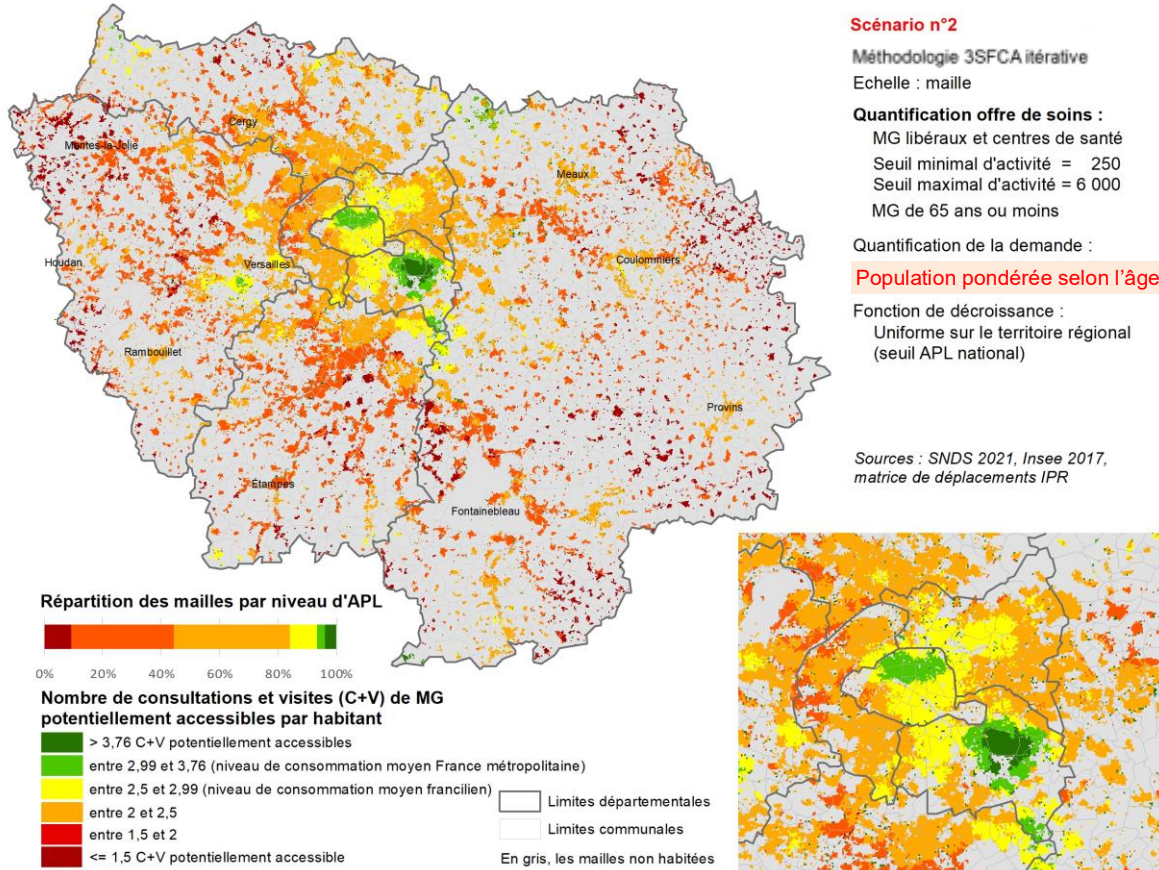 Scénario n°2
Méthodologie 3SFCA itérative
Echelle : maille
Quantification offre de soins :
MG libéraux et centres de santé
Seuil minimal d'activité = 250
Seuil maximal d'activité = 6 000
MG de 65 ans ou moins
Quantification de la demande :
Population pondérée selon l'âge
Fonction de décroissance :
Uniforme sur le territoire régional
(seuil APL national)
Sources : SNDS 2021, Insee 2017,
matrice de déplacements IPR
Cergy
Mantes-la-Jolie
Meaux
Houdan
Versailles
Coulommiers
Rambouillet
Provins
Étampes
Fontainebleau
Répartition des mailles par niveau d'APL
0% 20% 40% 60% 80% 100%
Nombre de consultations et visites (C+V) de MG
potentiellement accessibles par habitant
> 3,76 C+V potentiellement accessibles
entre 2,99 et 3,76 (niveau de consommation moyen France métropolitaine)
entre 2,5 et 2,99 (niveau de consommation moyen francilien)
entre 2 et 2,5
entre 1,5 et 2
<= 1,5 C+V potentiellement accessible
Limites départementales
Limites communales
En gris, les mailles non habitées